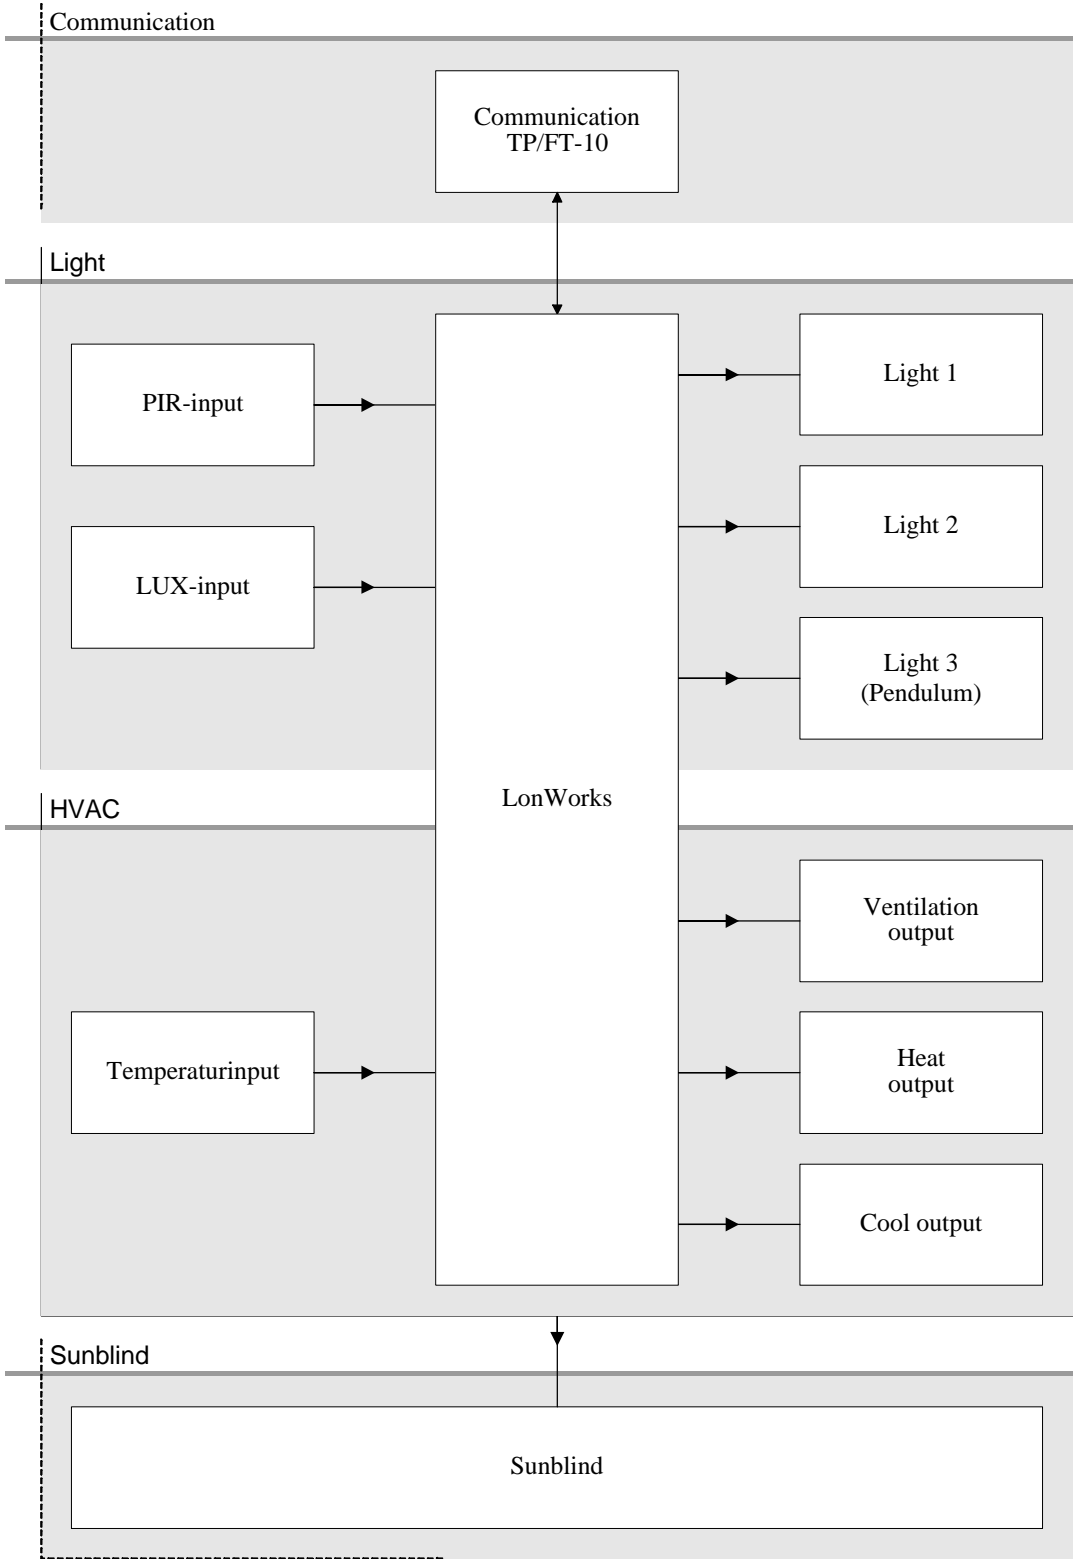 Communication
Communication
TP/FT-10
Light
PIR-input
LUX-input
Light 1
Light 2
Light 3
(Pendulum)
LonWorks
HVAC
Temperaturinput
Ventilation
output
Heat
output
Cool output
Sunblind
Sunblind